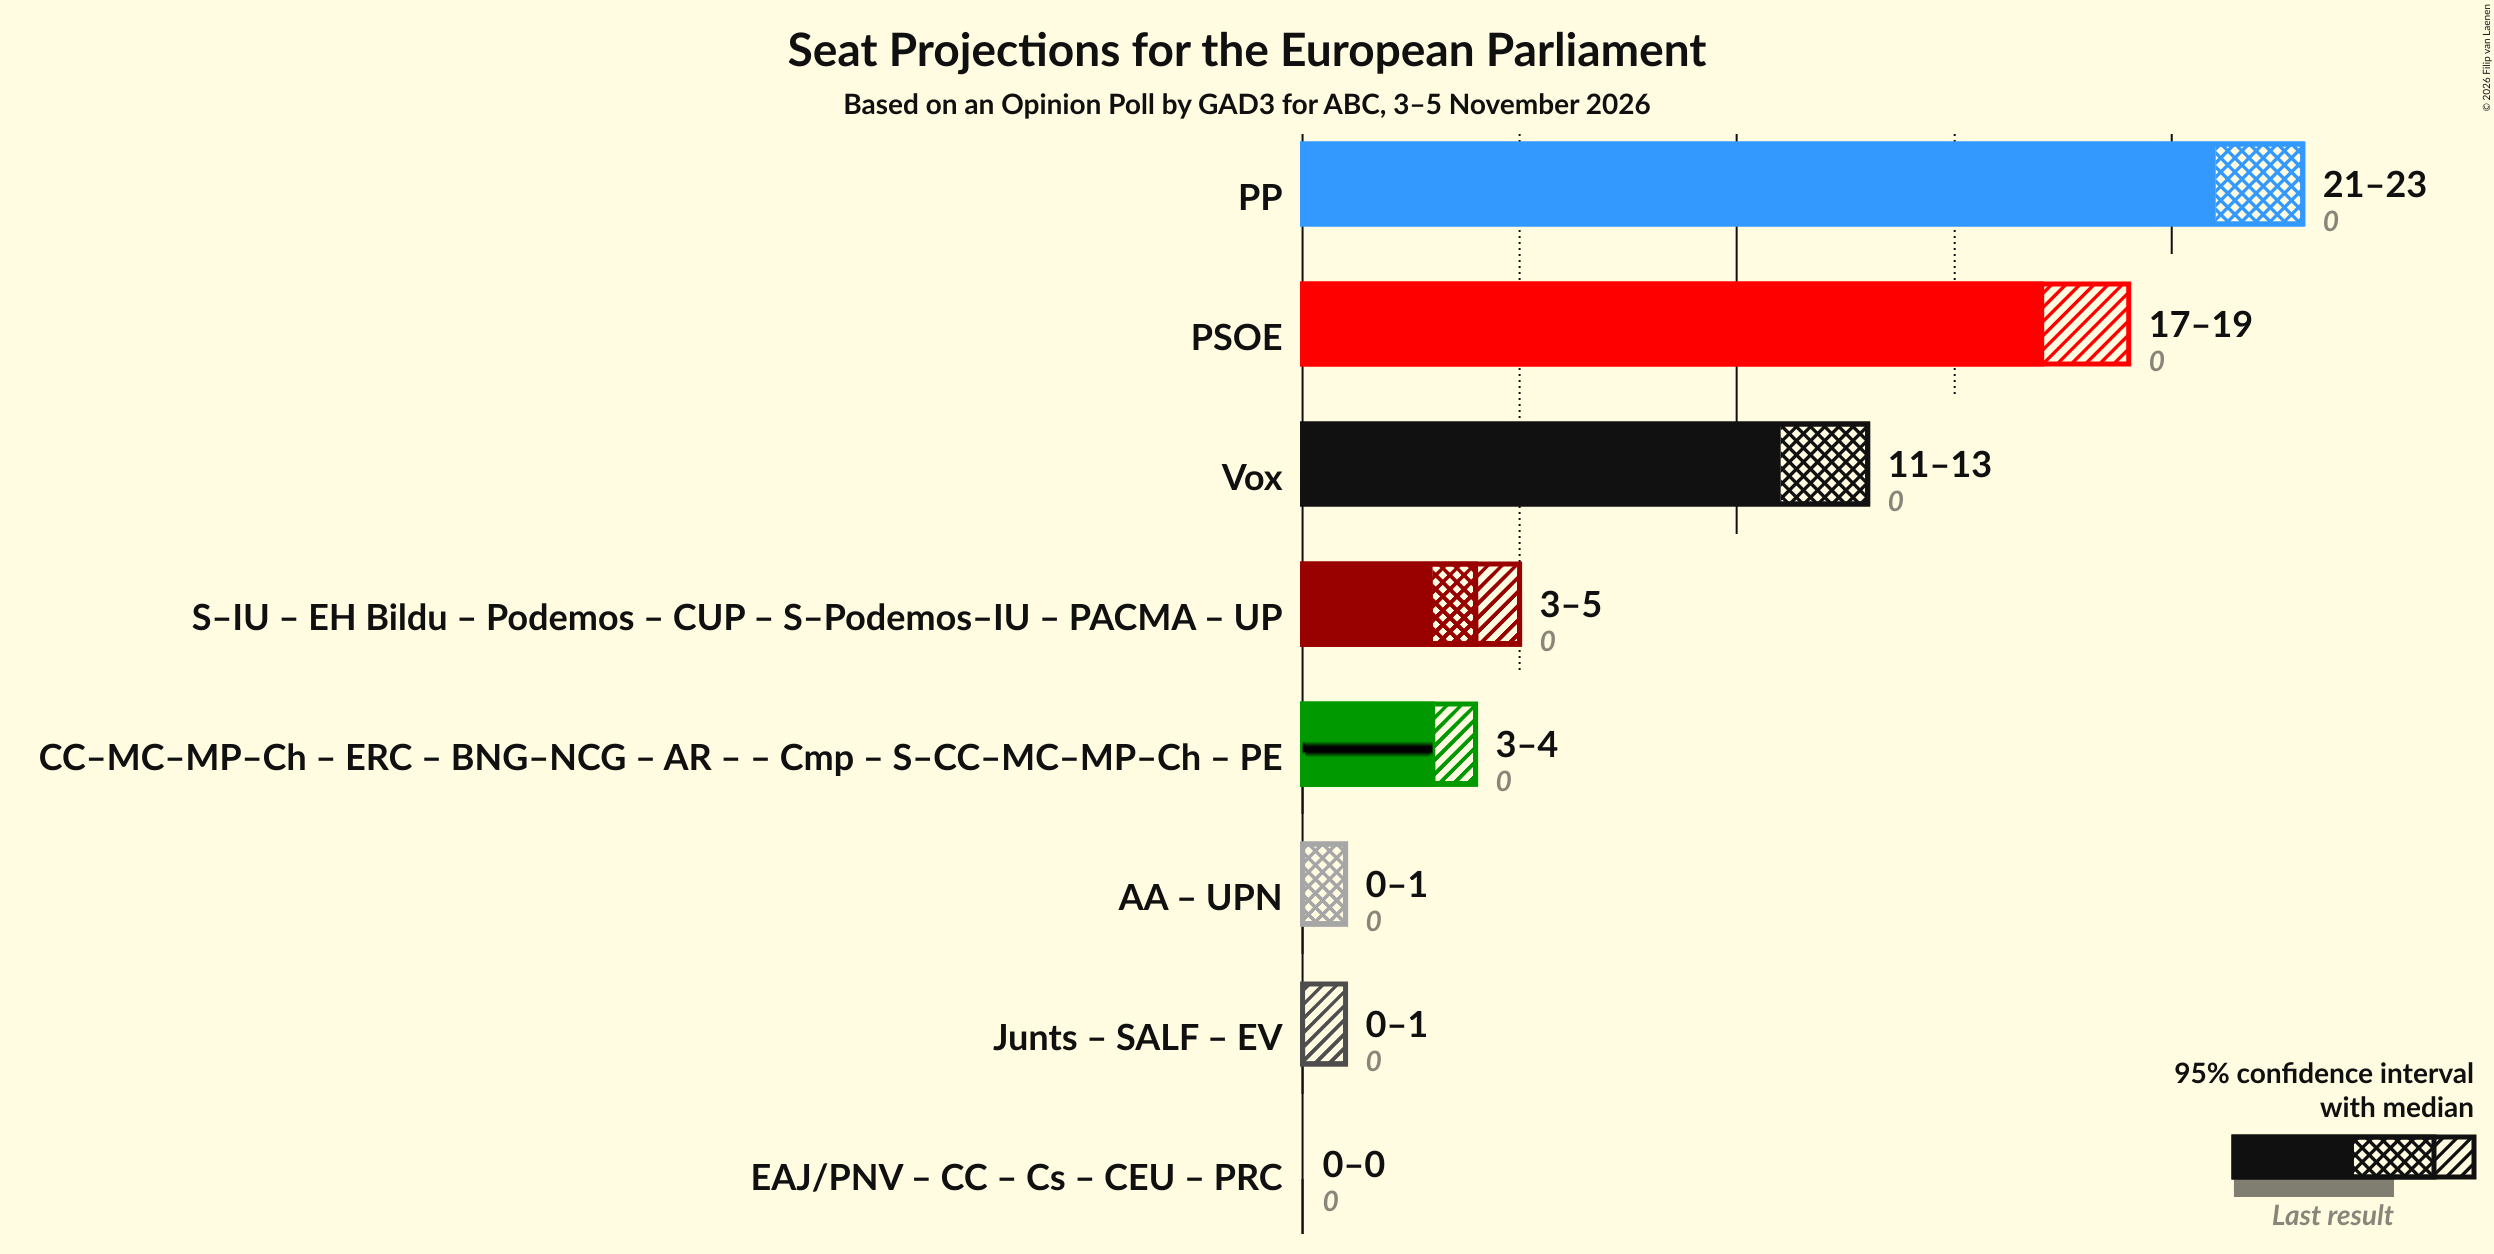 Seat Projections for the European Parliament
Based on an Opinion Poll by GAD3 for ABC, 3–5 November 2026
© 2026 Filip van Laenen
PP
21–23
0
PSOE
17–19
0
Vox
11–13
0
S–IU – EH Bildu – Podemos – CUP – S–Podemos–IU – PACMA – UP
3–5
0
CC–MC–MP–Ch – ERC – BNG–NCG – AR – – Cmp – S–CC–MC–MP–Ch – PE
3–4
0
AA – UPN
0–1
0
Junts – SALF – EV
0–1
0
EAJ/PNV – CC – Cs – CEU – PRC
0–0
0
95% confidence interval
with median
Last result